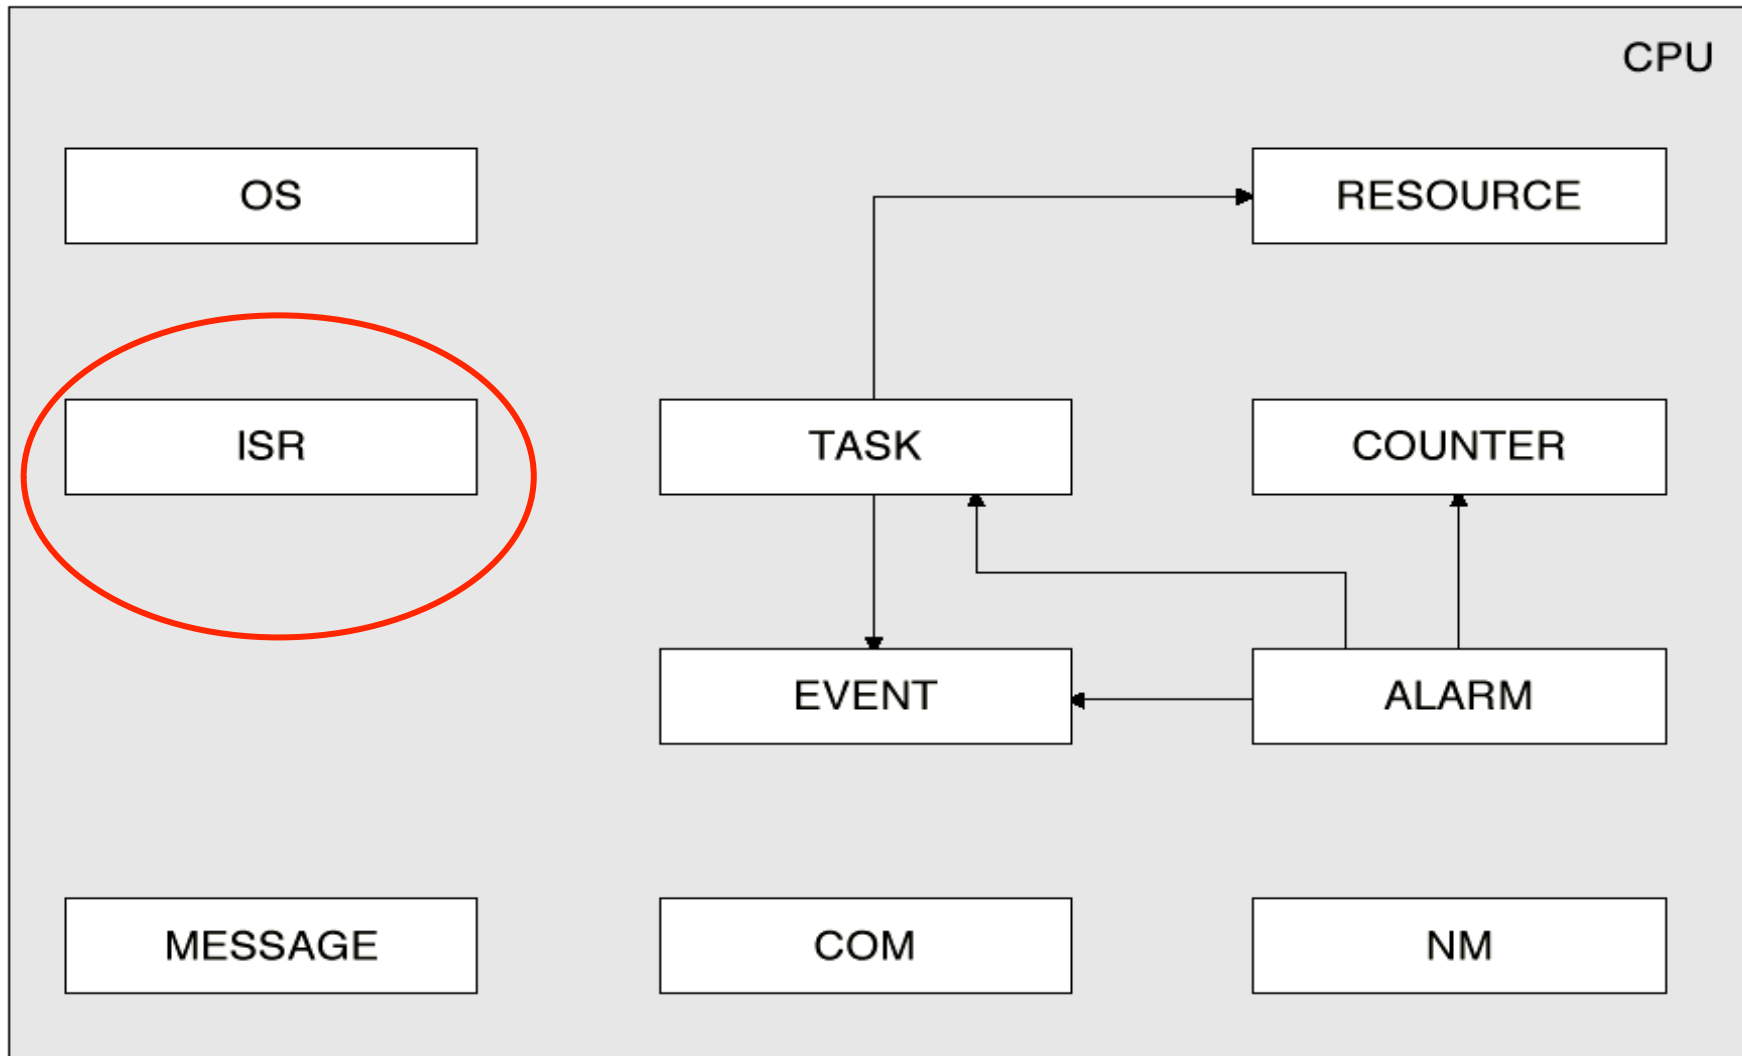 CPU
OS
RESOURCE
ISR
TASK
COUNTER
EVENT
ALARM
MESSAGE
COM
NM